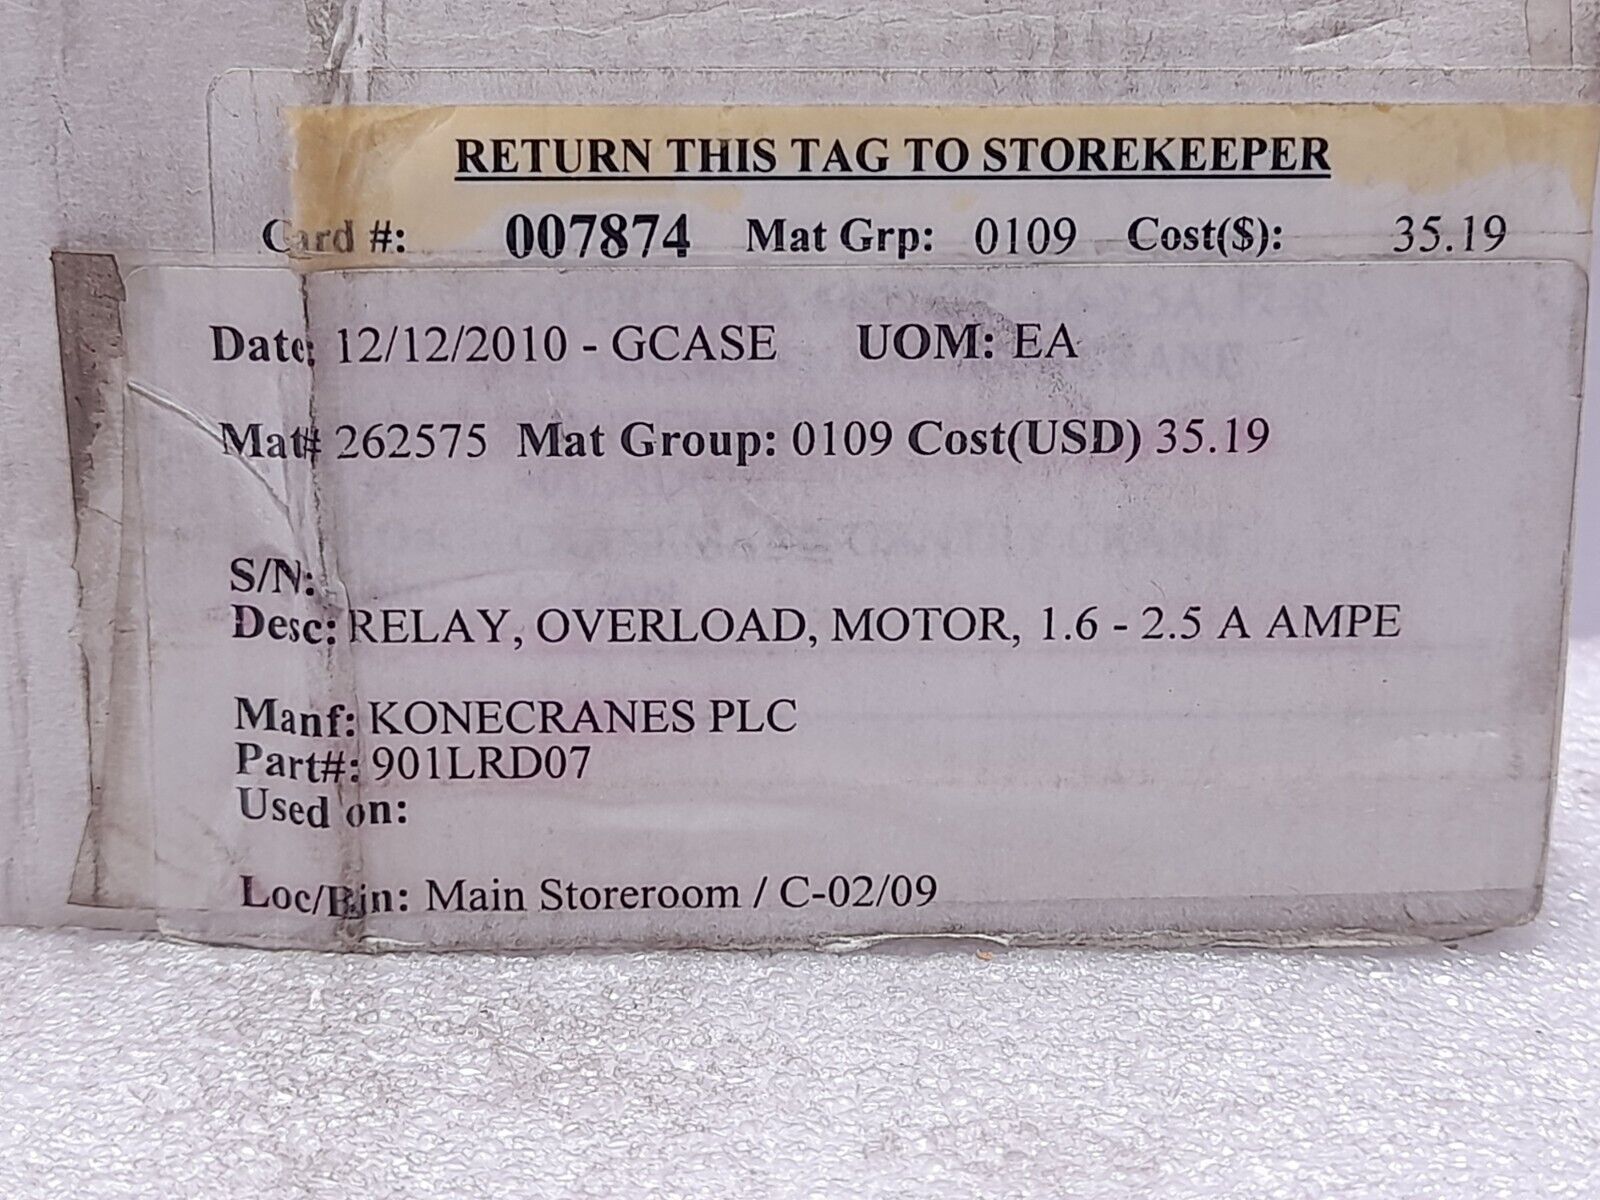 RETURN THIS TAG TO STOREKEEPER
Card #: 007874 Mat Grp: 0109 Cost($): 35.19
Date: 12/12/2010 - GCASE UOM: EA
Mat# 262575 Mat Group: 0109 Cost(USD) 35.19
S/N:
Desc: RELAY, OVERLOAD, MOTOR, 1.6 - 2.5 A AMPE
Manf: KONECRANES PLC
Part#: 901LRD07
Used on:
Loc/Bin: Main Storeroom / C-02/09